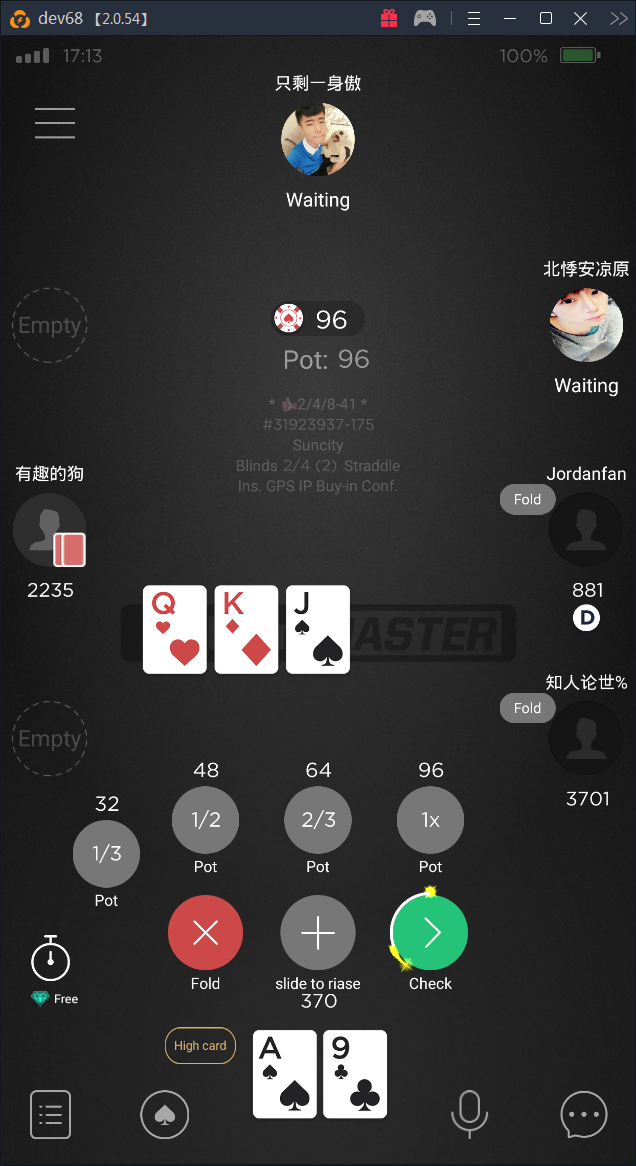 dev68 【2.0.54】
17:13
100%
只剩一身傲
Waiting
北悸安凉原
Empty
96
Waiting
Pot: 96
* 2/4/8-41 *
#31923937-175
Suncity
Blinds 2/4 (2) Straddle
Ins. GPS IP Buy-in Conf.
有趣的狗
Jordanfan
Fold
2235
881
D
Q K J
MASTER
知人论世%
Fold
Empty
3701
48 64 96
32
1/2 2/3 1x
1/3
Pot Pot Pot
Pot
Fold
slide to riase
Check
370
Free
High card
A 9